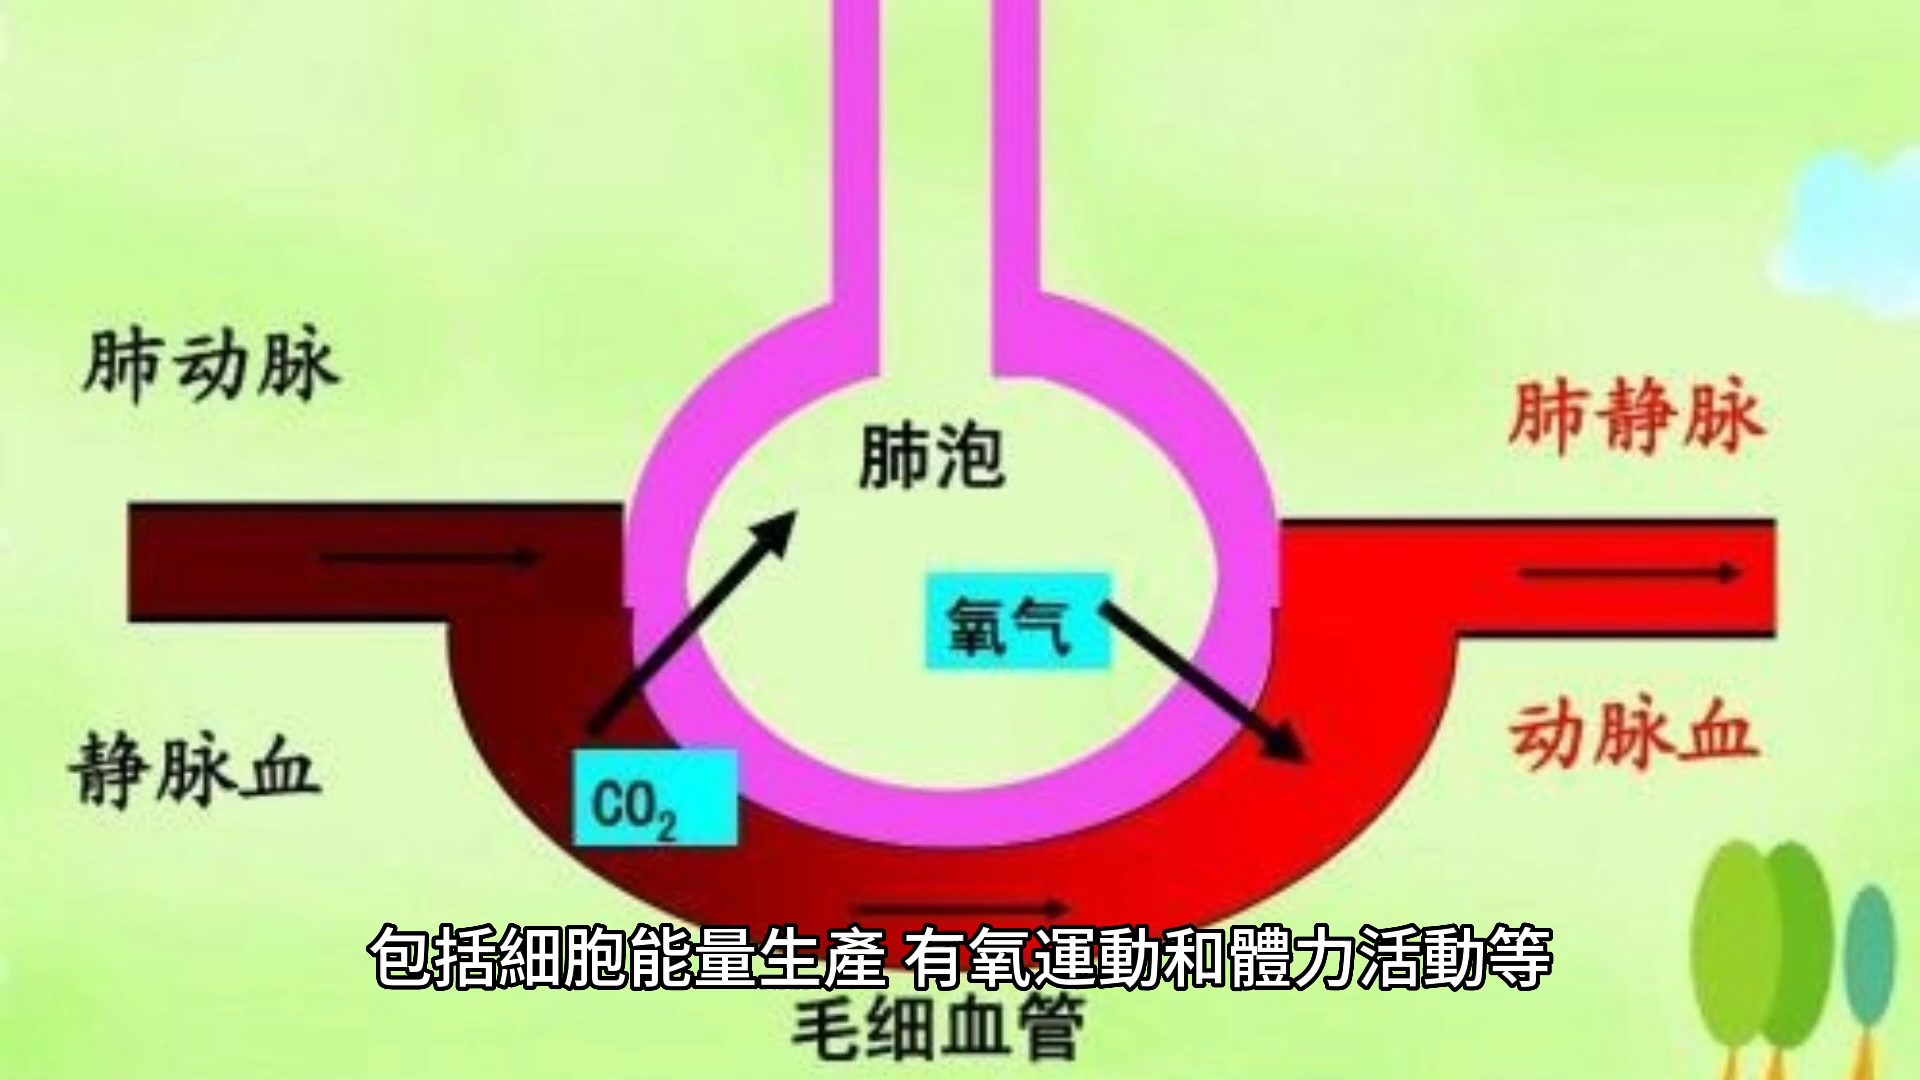 肺动脉
肺静脉
肺泡
氧气
静脉血
动脉血
CO₂
包括細胞能量生產 有氧運動和體力活動等
毛细血管